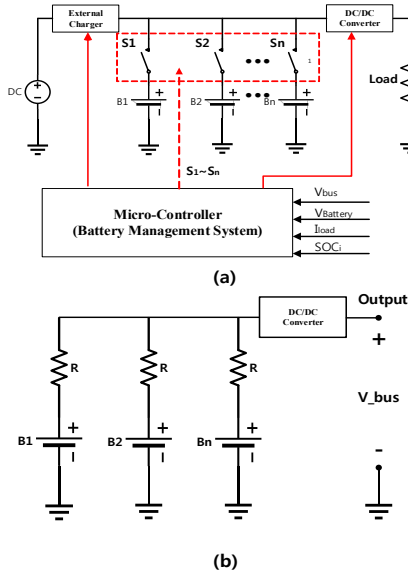 External
Charger
DC/DC
Converter
S1
S2
Sn
1
Load
DC
B1
B2
Bn
S1~Sn
Micro-Controller
(Battery Management System)
Vbus
VBattery
Iload
SOCi
(a)
DC/DC
Converter
Output
R
R
R
V_bus
B1
B2
Bn
(b)